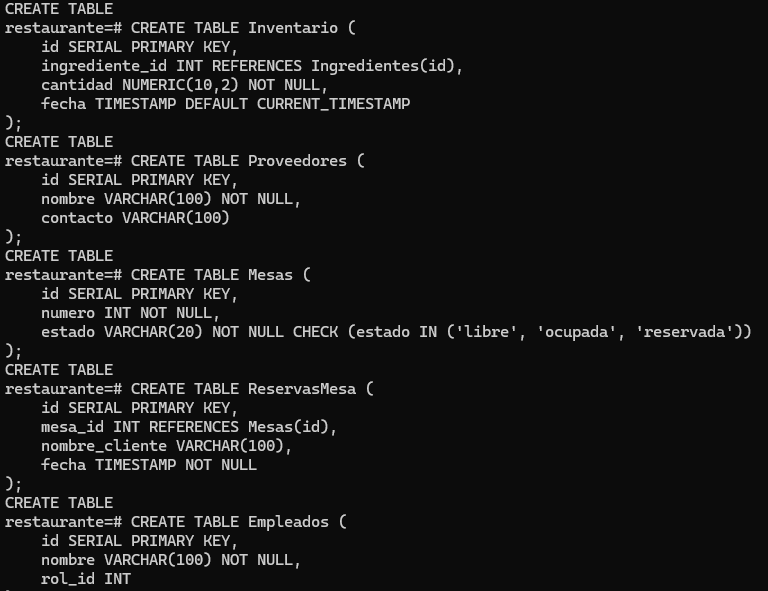 CREATE TABLE
restaurante=# CREATE TABLE Inventario (
    id SERIAL PRIMARY KEY,
    ingrediente_id INT REFERENCES Ingredientes(id),
    cantidad NUMERIC(10,2) NOT NULL,
    fecha TIMESTAMP DEFAULT CURRENT_TIMESTAMP
);
CREATE TABLE
restaurante=# CREATE TABLE Proveedores (
    id SERIAL PRIMARY KEY,
    nombre VARCHAR(100) NOT NULL,
    contacto VARCHAR(100)
);
CREATE TABLE
restaurante=# CREATE TABLE Mesas (
    id SERIAL PRIMARY KEY,
    numero INT NOT NULL,
    estado VARCHAR(20) NOT NULL CHECK (estado IN ('libre', 'ocupada', 'reservada'))
);
CREATE TABLE
restaurante=# CREATE TABLE ReservasMesa (
    id SERIAL PRIMARY KEY,
    mesa_id INT REFERENCES Mesas(id),
    nombre_cliente VARCHAR(100),
    fecha TIMESTAMP NOT NULL
);
CREATE TABLE
restaurante=# CREATE TABLE Empleados (
    id SERIAL PRIMARY KEY,
    nombre VARCHAR(100) NOT NULL,
    rol_id INT